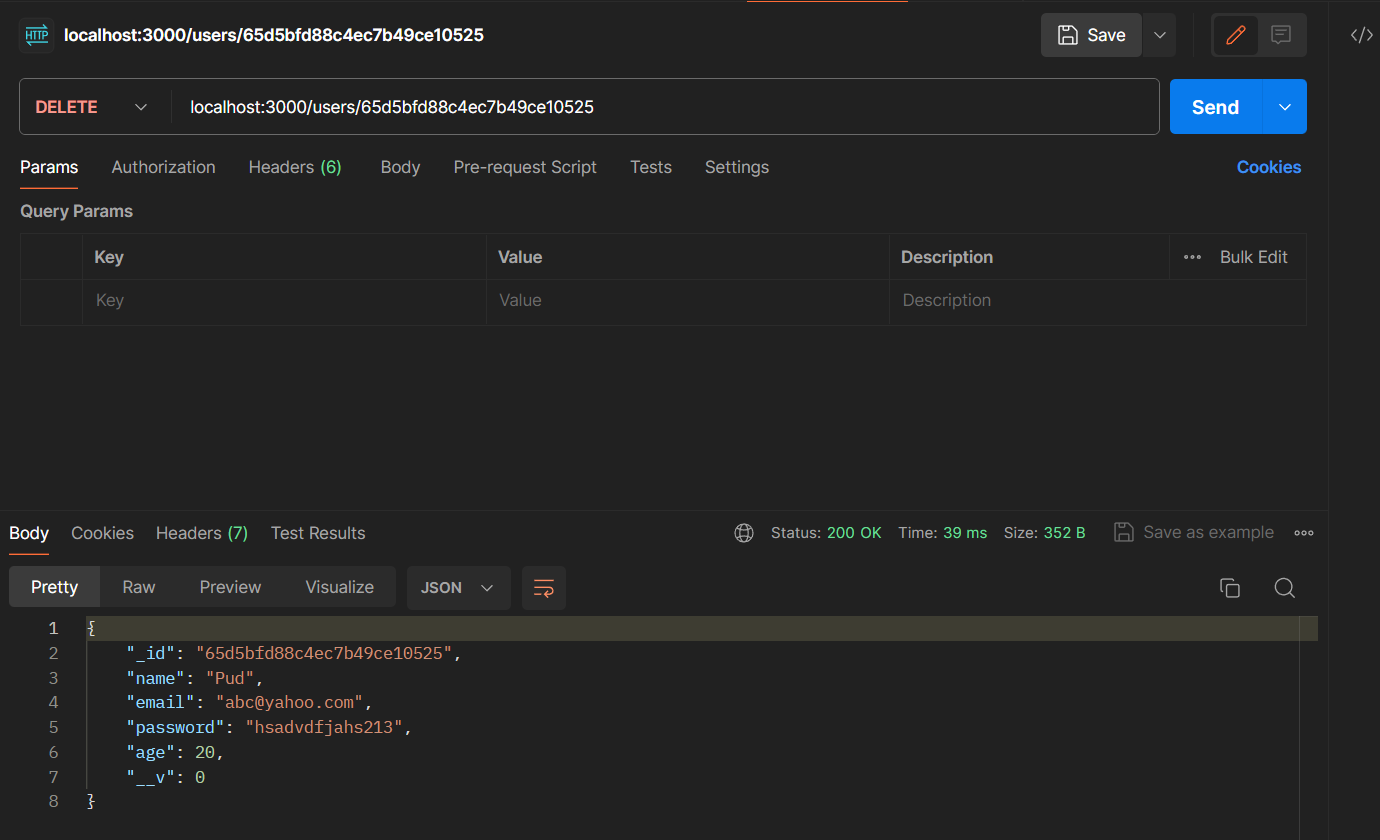 HTTP localhost:3000/users/65d5bfd88c4ec7b49ce10525 Save
DELETE localhost:3000/users/65d5bfd88c4ec7b49ce10525 Send
Params Authorization Headers (6) Body Pre-request Script Tests Settings Cookies
Query Params
Key Value Description Bulk Edit
Key Value Description
Body Cookies Headers (7) Test Results Status: 200 OK Time: 39 ms Size: 352 B Save as example
Pretty Raw Preview Visualize JSON
1 {
2 "_id": "65d5bfd88c4ec7b49ce10525",
3 "name": "Pud",
4 "email": "abc@yahoo.com",
5 "password": "hsadvdfjahs213",
6 "age": 20,
7 "__v": 0
8 }